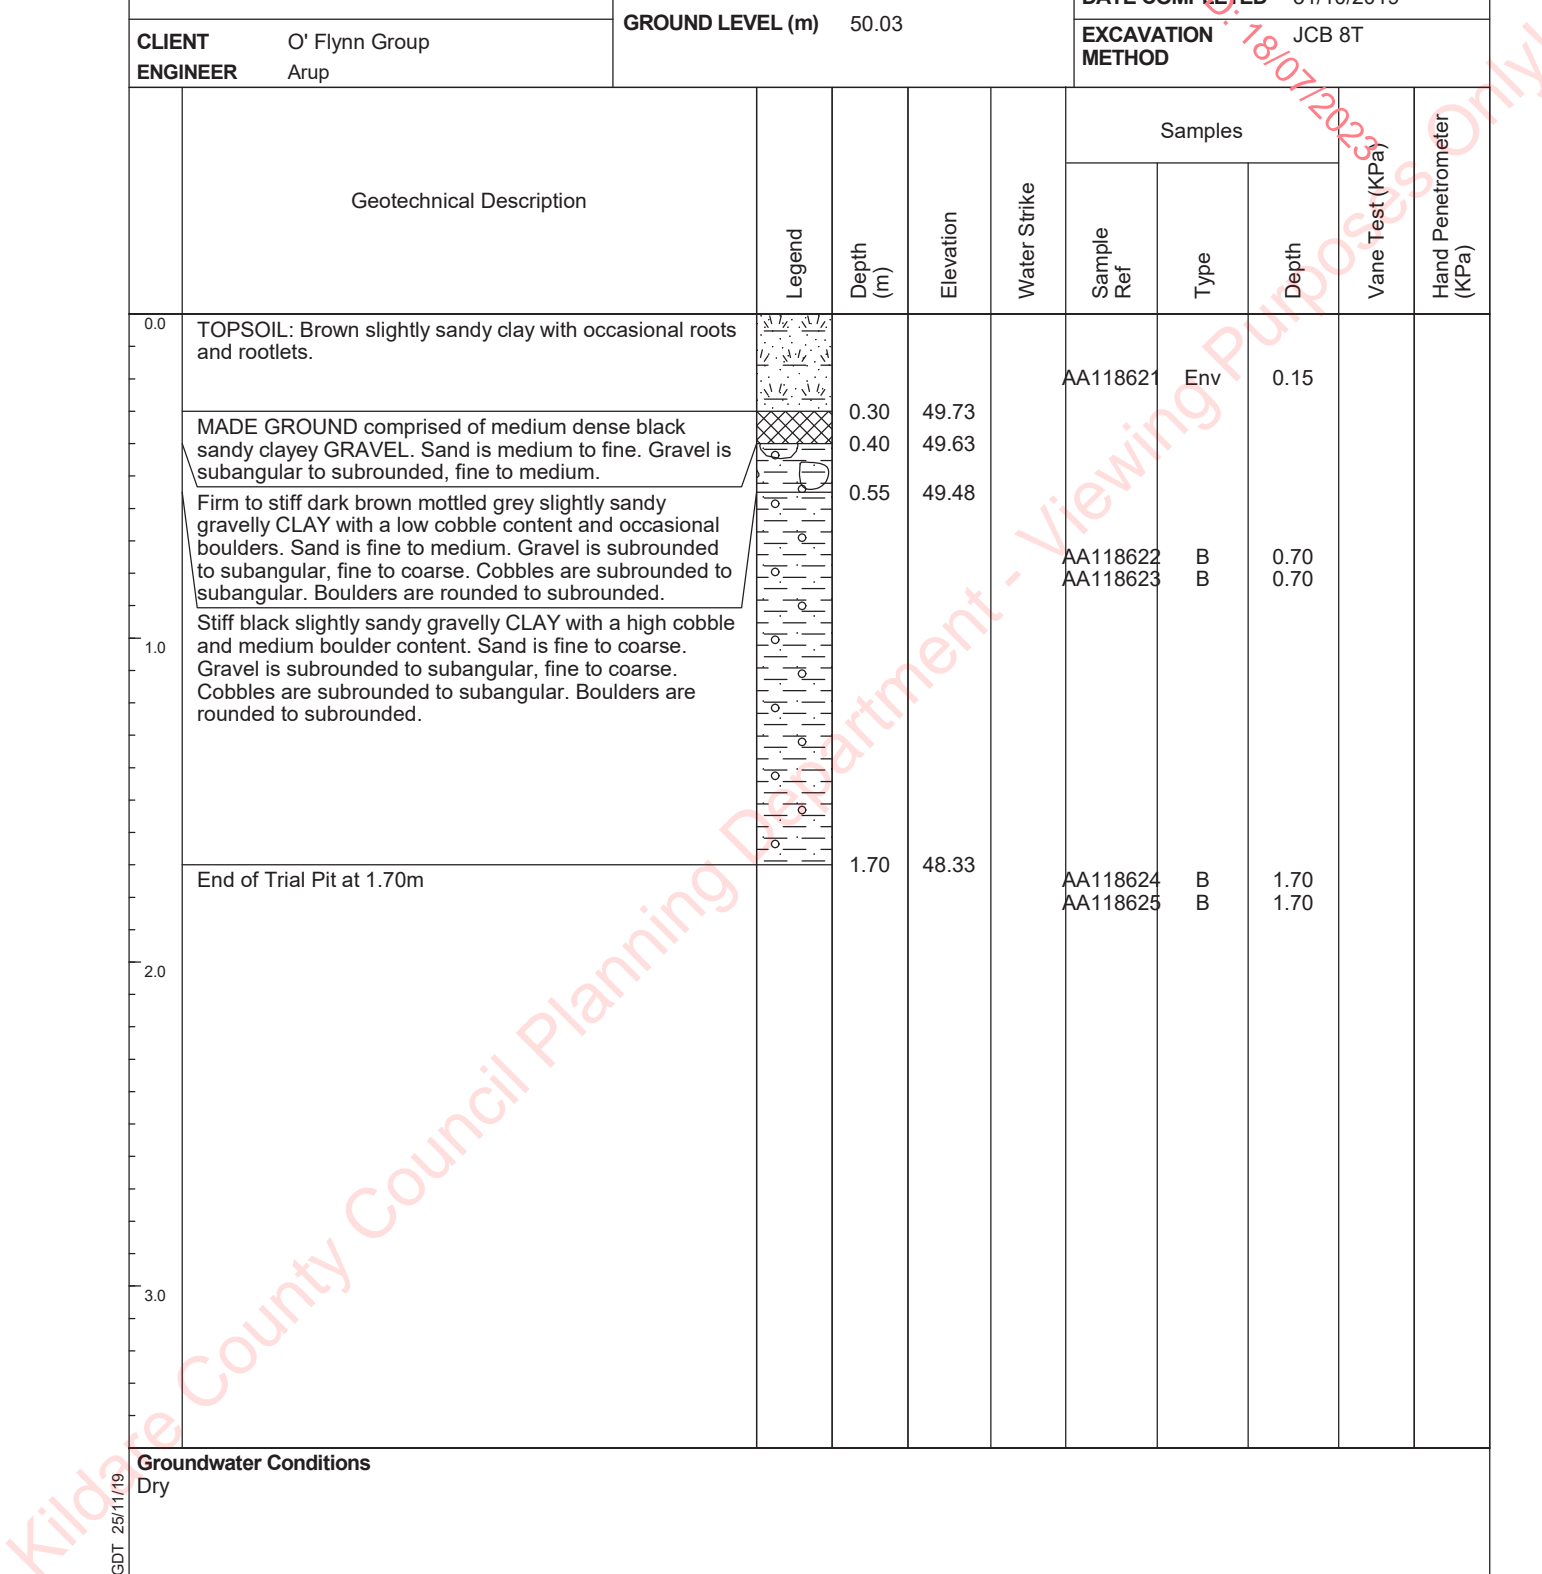 DATE COMPLETED 31/10/2019
GROUND LEVEL (m) 50.03
CLIENT O' Flynn Group
ENGINEER Arup
EXCAVATION JCB 8T
METHOD
D: 18/07/2023
Geotechnical Description
Legend
Depth
(m)
Elevation
Water Strike
Samples
Sample
Ref
Type
Depth
Vane Test (KPa)
Hand Penetrometer
(KPa)
0.0
TOPSOIL: Brown slightly sandy clay with occasional roots
and rootlets.
AA118621 Env 0.15
0.30 49.73
MADE GROUND comprised of medium dense black
sandy clayey GRAVEL. Sand is medium to fine. Gravel is
subangular to subrounded, fine to medium.
0.40 49.63
0.55 49.48
Firm to stiff dark brown mottled grey slightly sandy
gravelly CLAY with a low cobble content and occasional
boulders. Sand is fine to medium. Gravel is subrounded
to subangular, fine to coarse. Cobbles are subrounded to
subangular. Boulders are rounded to subrounded.
AA118622 B 0.70
AA118623 B 0.70
Stiff black slightly sandy gravelly CLAY with a high cobble
and medium boulder content. Sand is fine to coarse.
Gravel is subrounded to subangular, fine to coarse.
Cobbles are subrounded to subangular. Boulders are
rounded to subrounded.
1.0
1.70 48.33
End of Trial Pit at 1.70m
AA118624 B 1.70
AA118625 B 1.70
2.0
3.0
Groundwater Conditions
Dry
GDT 25/11/19
Kildare County Council Planning Department - Viewing Purposes Only!